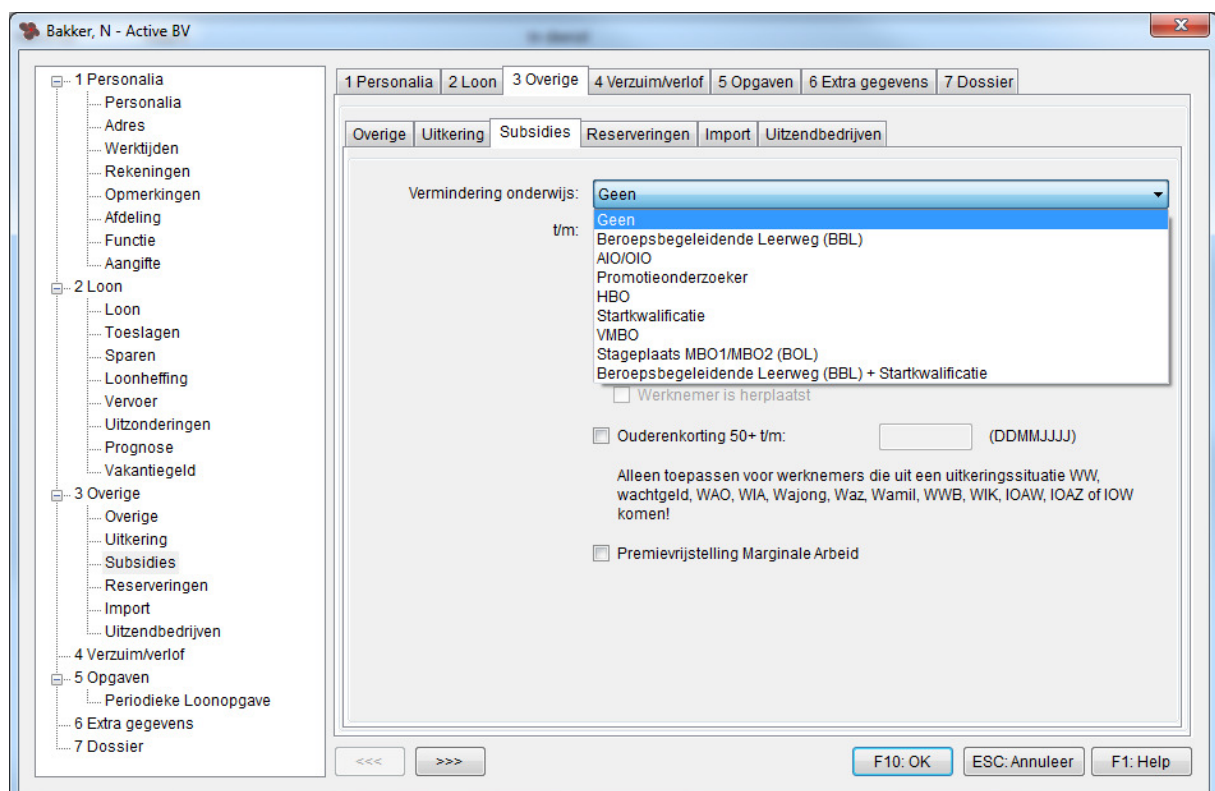 Bakker, N - Active BV
1 Personalia
Personalia
Adres
Werktijden
Rekeningen
Opmerkingen
Afdeling
Functie
Aangifte
2 Loon
Loon
Toeslagen
Sparen
Loonheffing
Vervoer
Uitzonderingen
Prognose
Vakantiegeld
3 Overige
Overige
Uitkering
Subsidies
Reserveringen
Import
Uitzendbedrijven
4 Verzuim/verlof
5 Opgaven
Periodieke Loonopgave
6 Extra gegevens
7 Dossier
1 Personalia 2 Loon 3 Overige 4 Verzuim/verlof 5 Opgaven 6 Extra gegevens 7 Dossier
Overige Uitkering Subsidies Reserveringen Import Uitzendbedrijven
Vermindering onderwijs: Geen
t/m:
Geen
Beroepsbegeleidende Leerweg (BBL)
AIO/OIO
Promotieonderzoeker
HBO
Startkwalificatie
VMBO
Stageplaats MBO1/MBO2 (BOL)
Beroepsbegeleidende Leerweg (BBL) + Startkwalificatie
Werknemer is herplaatst
Ouderenkorting 50+ t/m: (DDMMJJJJ)
Alleen toepassen voor werknemers die uit een uitkeringssituatie WW,
wachtgeld, WAO, WIA, Wajong, Waz, Wamil, WWB, WIK, IOAW, IOAZ of IOW
komen!
Premievrijstelling Marginale Arbeid
<<< >>> F10: OK ESC: Annuleer F1: Help